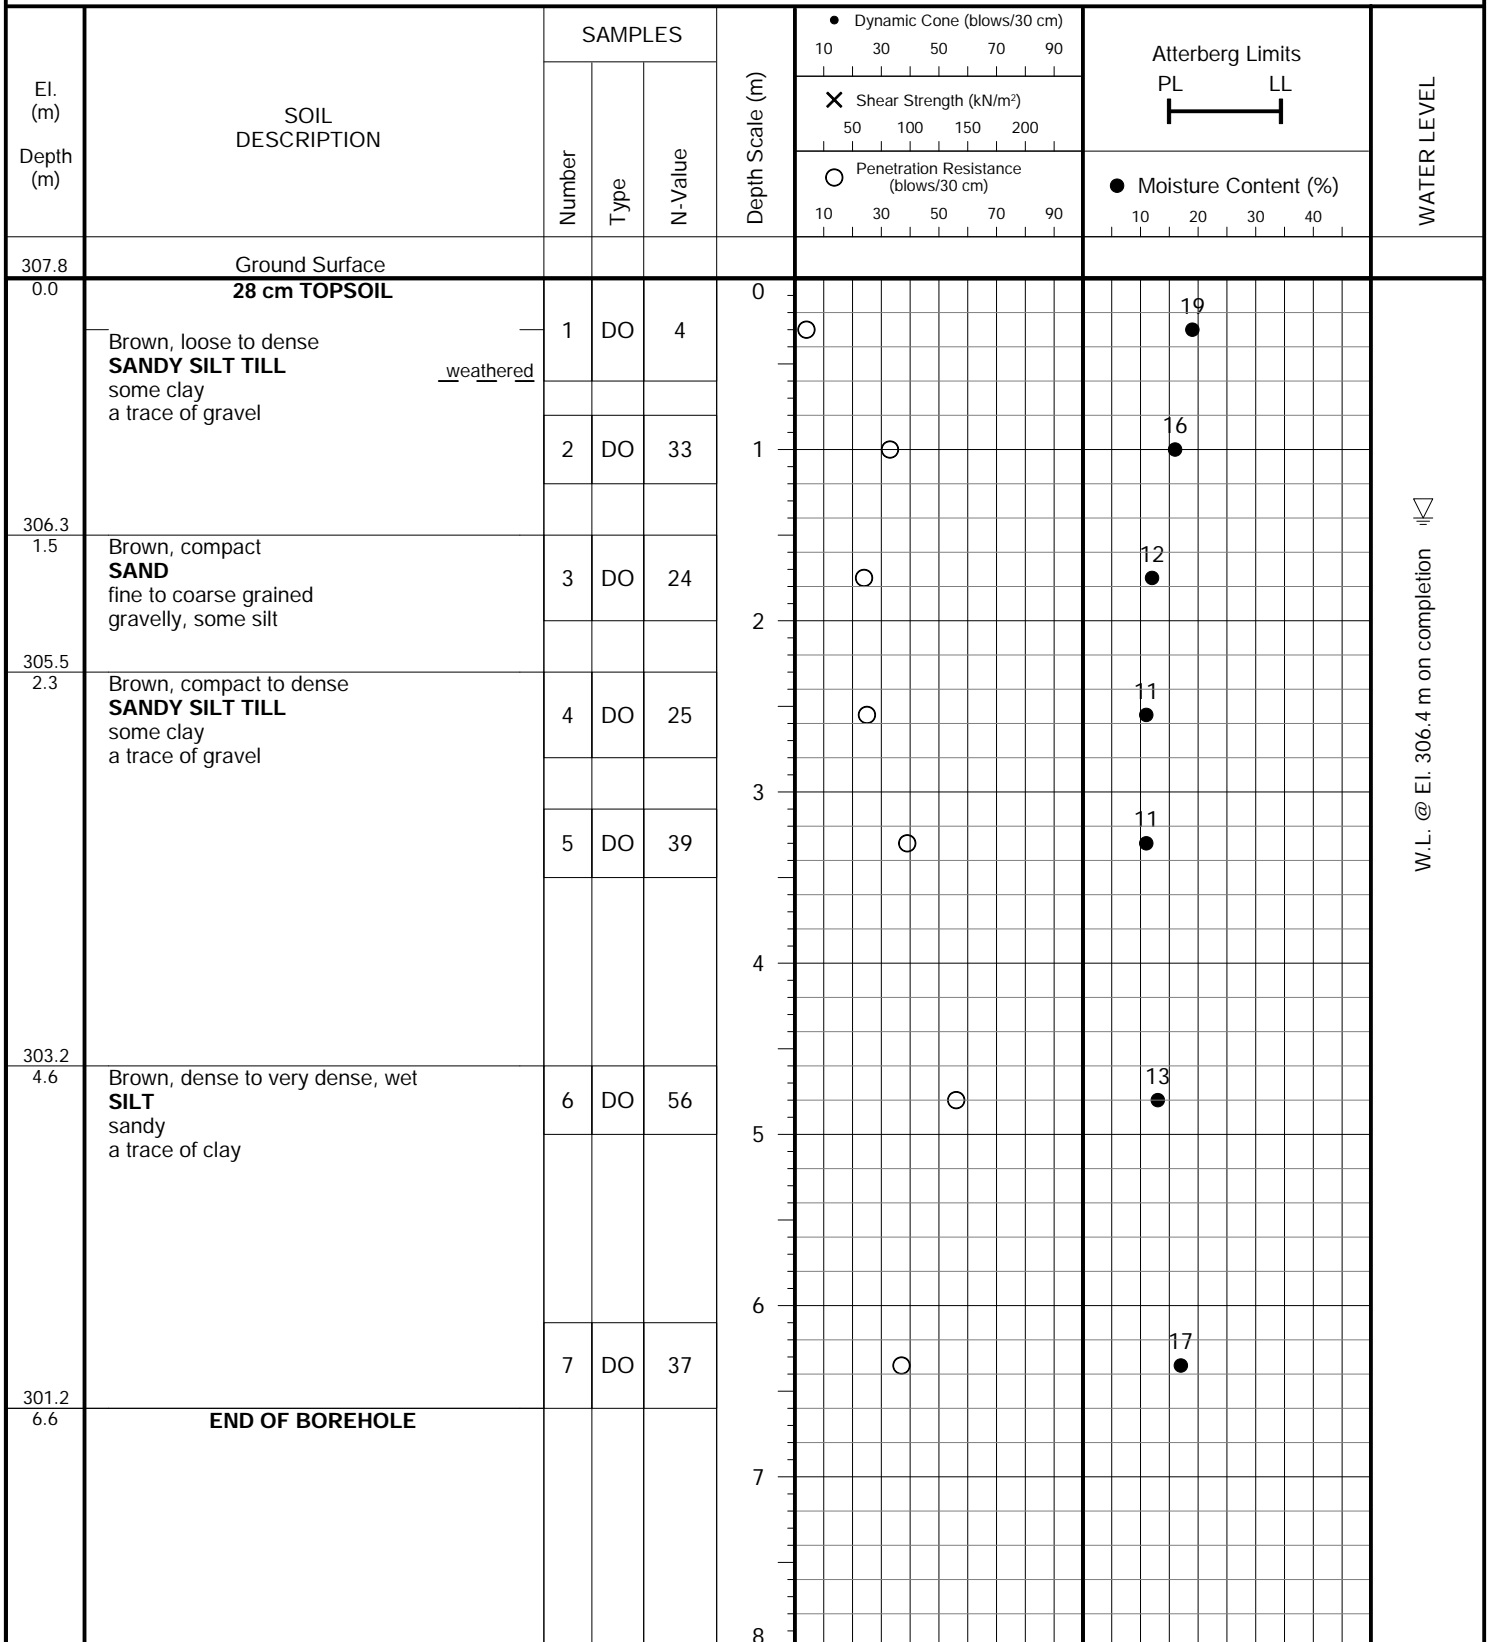 El.
(m)
Depth
(m)
SOIL
DESCRIPTION
SAMPLES
Number
Type
N-Value
Depth Scale (m)
Dynamic Cone (blows/30 cm)
10 30 50 70 90
Shear Strength (kN/m²)
50 100 150 200
Penetration Resistance
(blows/30 cm)
10 30 50 70 90
Atterberg Limits
PL LL
Moisture Content (%)
10 20 30 40
WATER LEVEL
307.8 Ground Surface
0.0 28 cm TOPSOIL 0
19
1 DO 4
Brown, loose to dense
SANDY SILT TILL
weathered
some clay
a trace of gravel
16
2 DO 33 1
306.3
1.5 Brown, compact
SAND
fine to coarse grained
gravelly, some silt
12
3 DO 24
2
305.5
2.3 Brown, compact to dense
SANDY SILT TILL
some clay
a trace of gravel
11
4 DO 25
3
11
5 DO 39
W.L. @ El. 306.4 m on completion
4
303.2
4.6 Brown, dense to very dense, wet
SILT
sandy
a trace of clay
13
6 DO 56
5
6
17
7 DO 37
301.2
6.6 END OF BOREHOLE
7
8